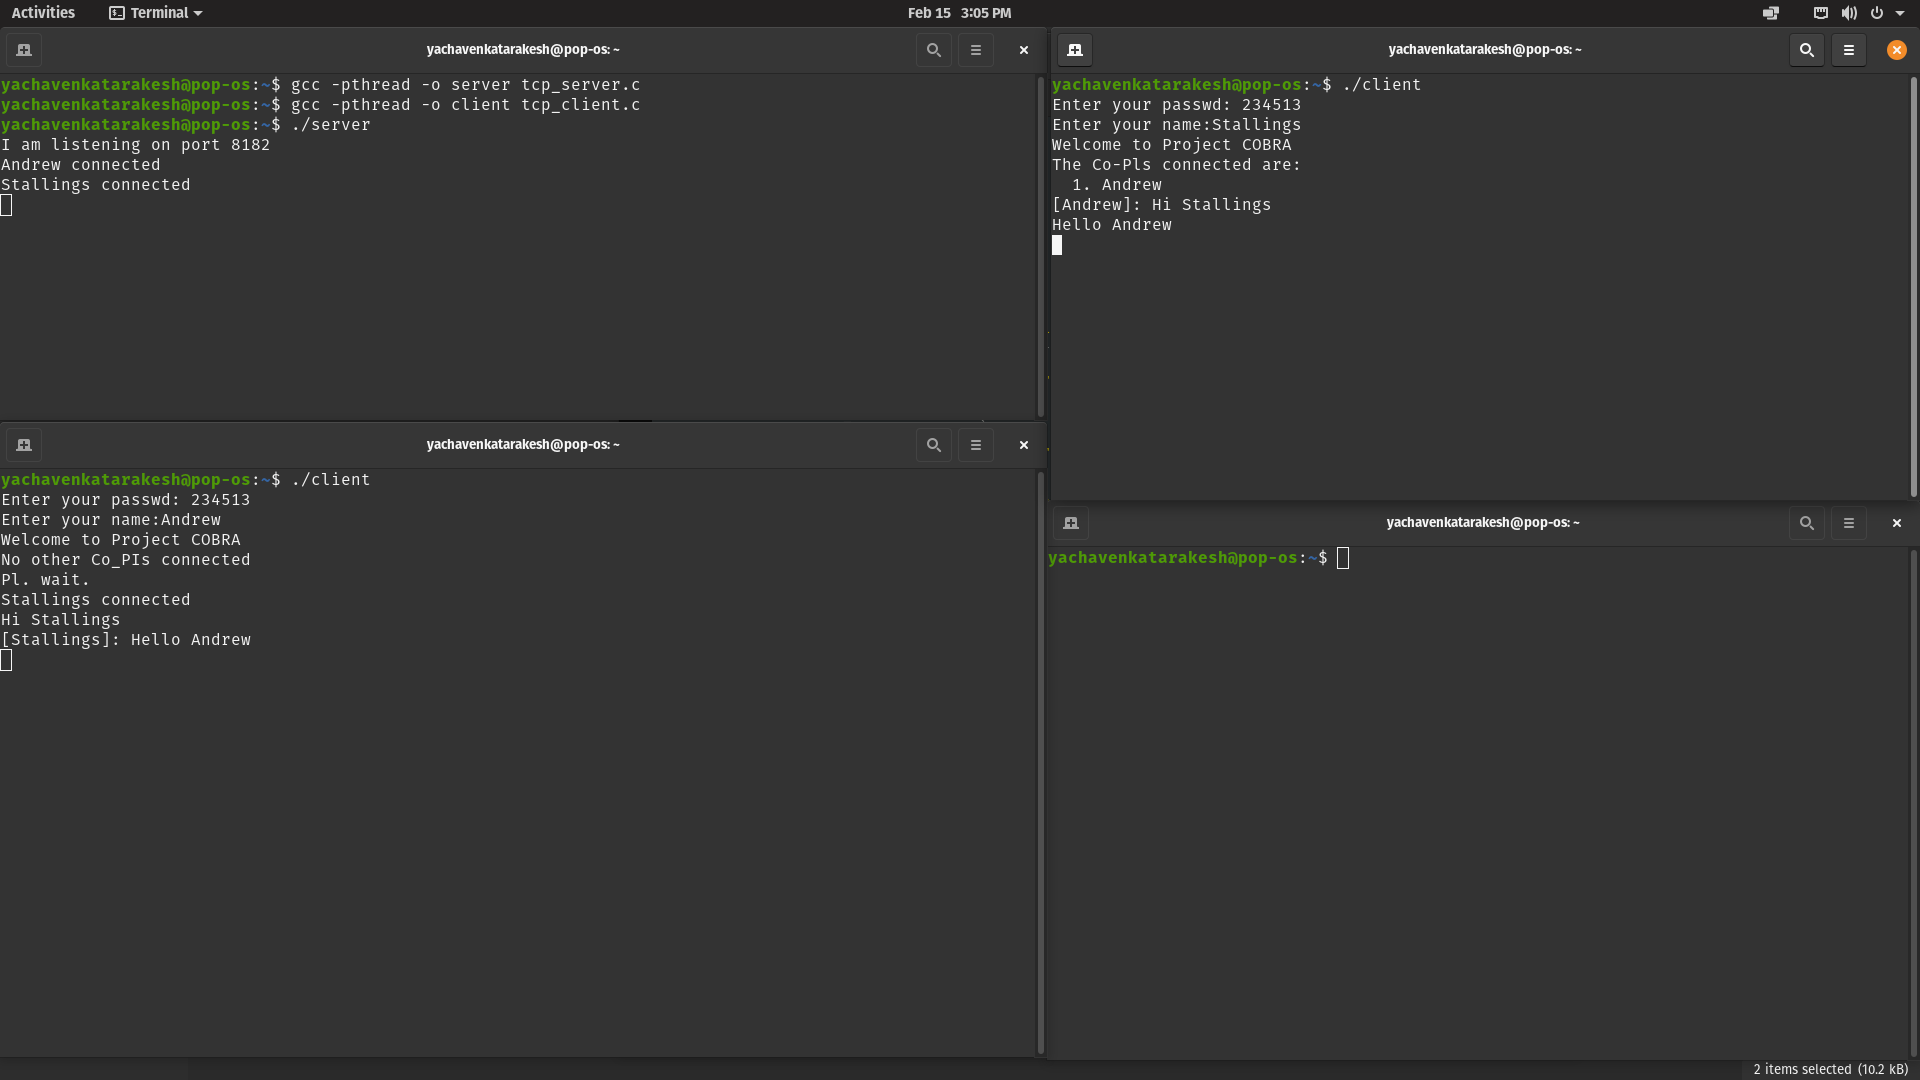 Activities Terminal Feb 15 3:05 PM
yachavenkatarakesh@pop-os: ~
yachavenkatarakesh@pop-os:~$ gcc -pthread -o server tcp_server.c
yachavenkatarakesh@pop-os:~$ gcc -pthread -o client tcp_client.c
yachavenkatarakesh@pop-os:~$ ./server
I am listening on port 8182
Andrew connected
Stallings connected
yachavenkatarakesh@pop-os: ~
yachavenkatarakesh@pop-os:~$ ./client
Enter your passwd: 234513
Enter your name:Stallings
Welcome to Project COBRA
The Co-Pls connected are:
  1. Andrew
[Andrew]: Hi Stallings
Hello Andrew
yachavenkatarakesh@pop-os: ~
yachavenkatarakesh@pop-os:~$ ./client
Enter your passwd: 234513
Enter your name:Andrew
Welcome to Project COBRA
No other Co_PIs connected
Pl. wait.
Stallings connected
Hi Stallings
[Stallings]: Hello Andrew
yachavenkatarakesh@pop-os: ~
yachavenkatarakesh@pop-os:~$
2 items selected (10.2 kB)